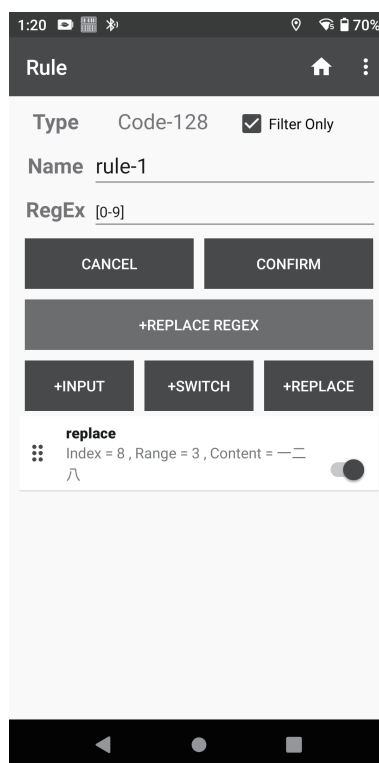 1:20 70%
Rule
Type Code-128 Filter Only
Name rule-1
RegEx [0-9]
CANCEL CONFIRM
+REPLACE REGEX
+INPUT +SWITCH +REPLACE
replace
Index = 8 , Range = 3 , Content = 一二
八